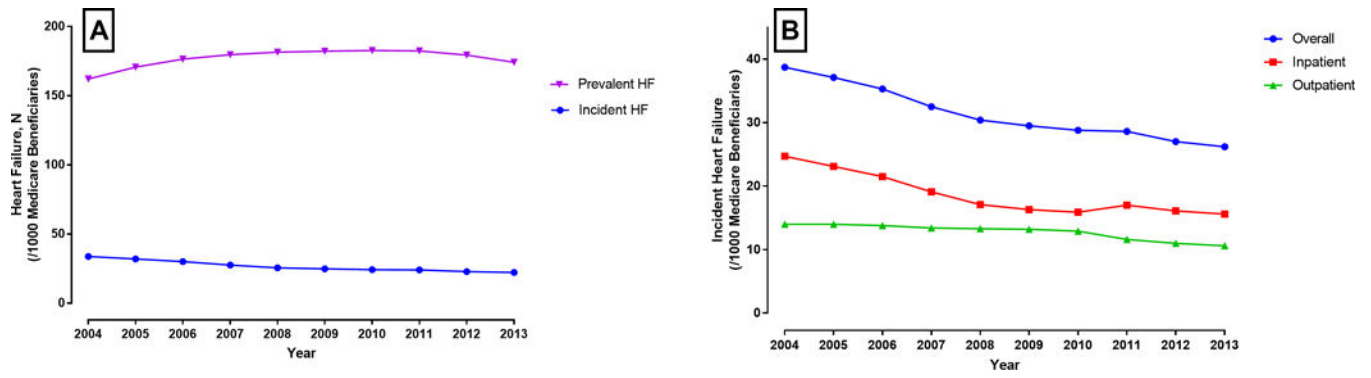 A
Heart Failure, N
(/1000 Medicare Beneficiaries)
200
150
100
50
0
2004 2005 2006 2007 2008 2009 2010 2011 2012 2013
Year
Prevalent HF
Incident HF
B
Incident Heart Failure
(/1000 Medicare Beneficiaries)
40
30
20
10
0
2004 2005 2006 2007 2008 2009 2010 2011 2012 2013
Year
Overall
Inpatient
Outpatient